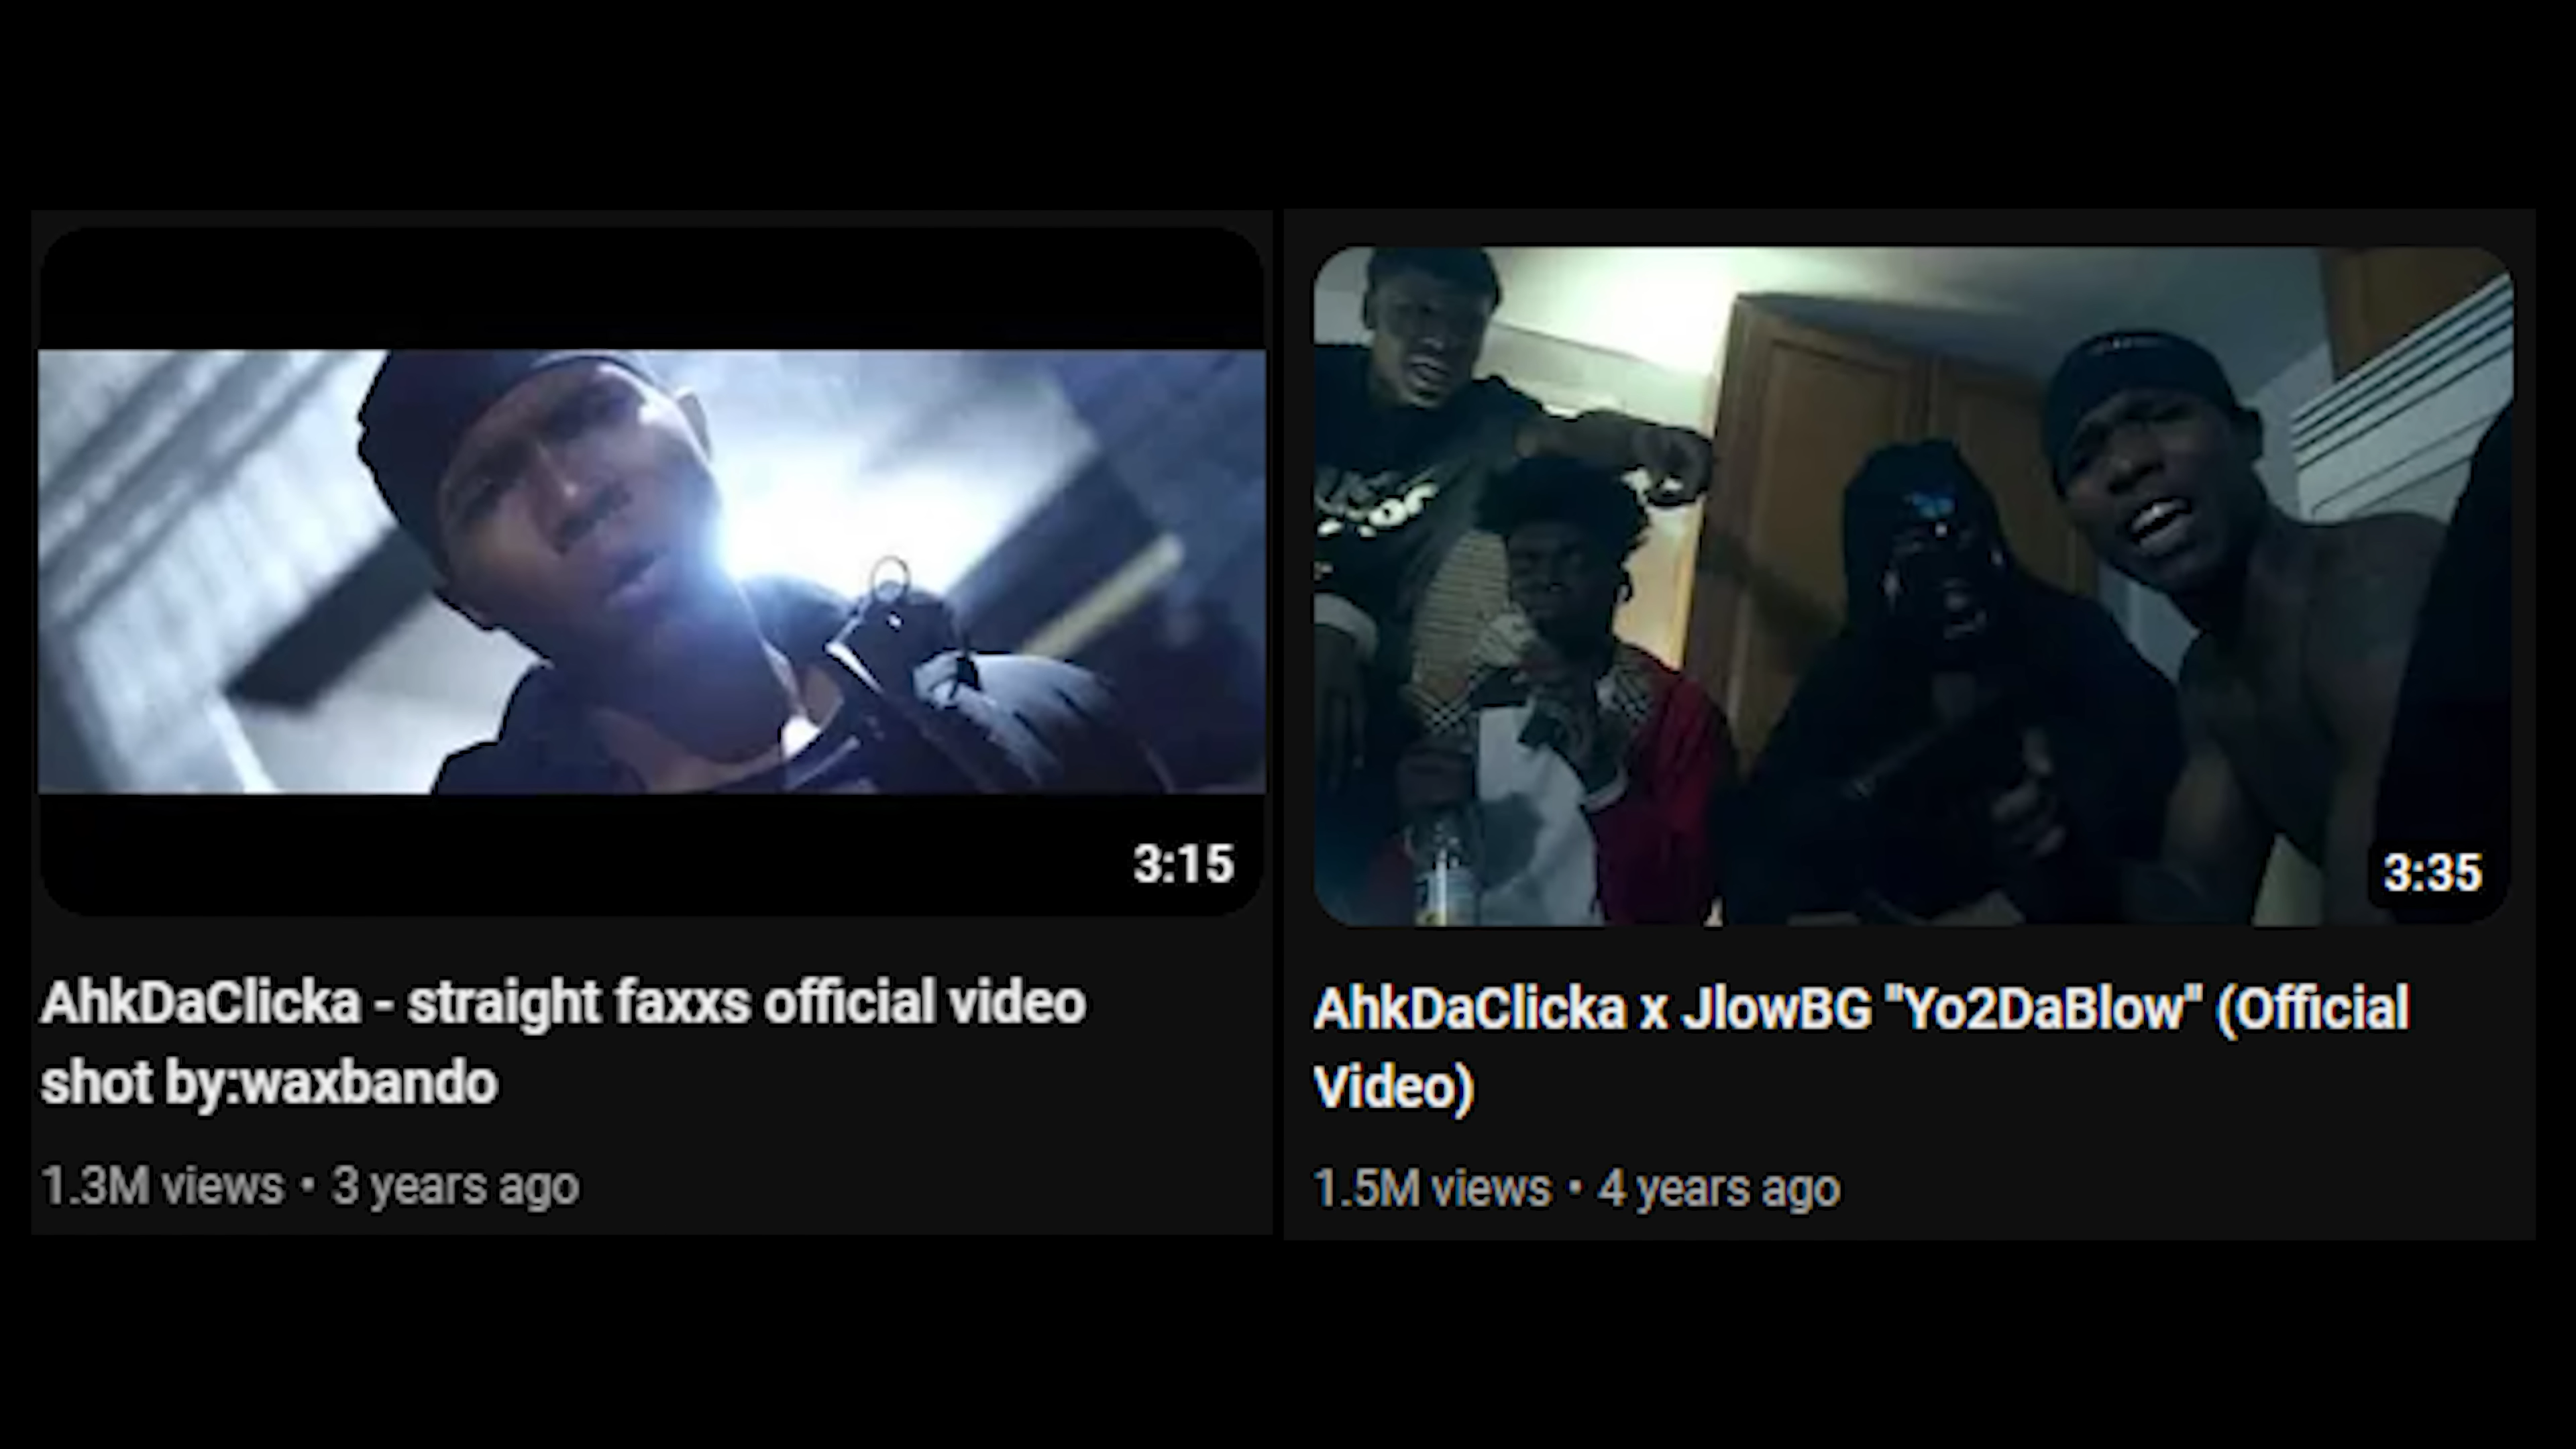 3:15
AhkDaClicka - straight faxxs official video
shot by:waxbando
1.3M views • 3 years ago
3:35
AhkDaClicka x JlowBG "Yo2DaBlow" (Official
Video)
1.5M views • 4 years ago